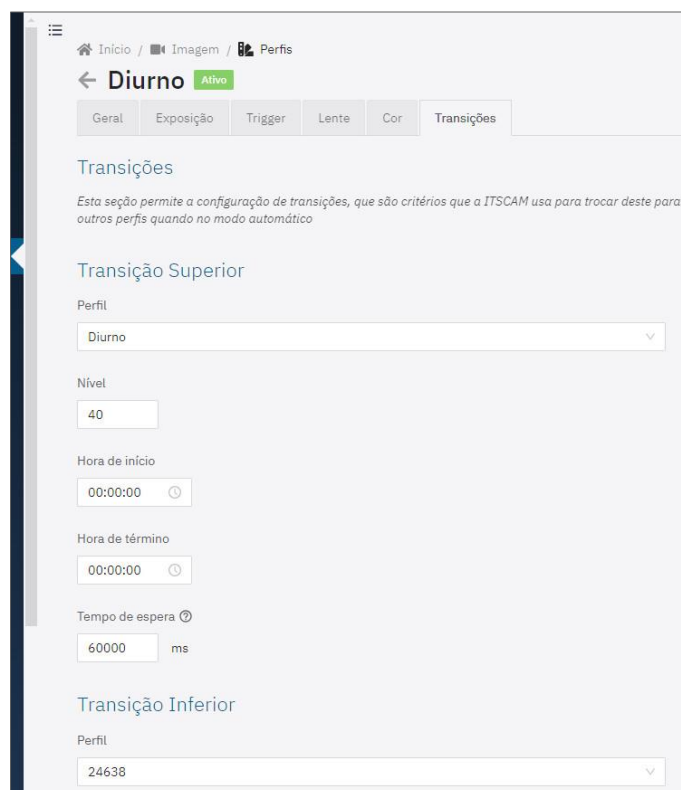 Início / Imagem / Perfis
Diurno Ativo
Geral Exposição Trigger Lente Cor Transições
Transições
Esta seção permite a configuração de transições, que são critérios que a ITSCAM usa para trocar deste para
outros perfis quando no modo automático
Transição Superior
Perfil
Diurno
Nível
40
Hora de início
00:00:00
Hora de término
00:00:00
Tempo de espera
60000 ms
Transição Inferior
Perfil
24638